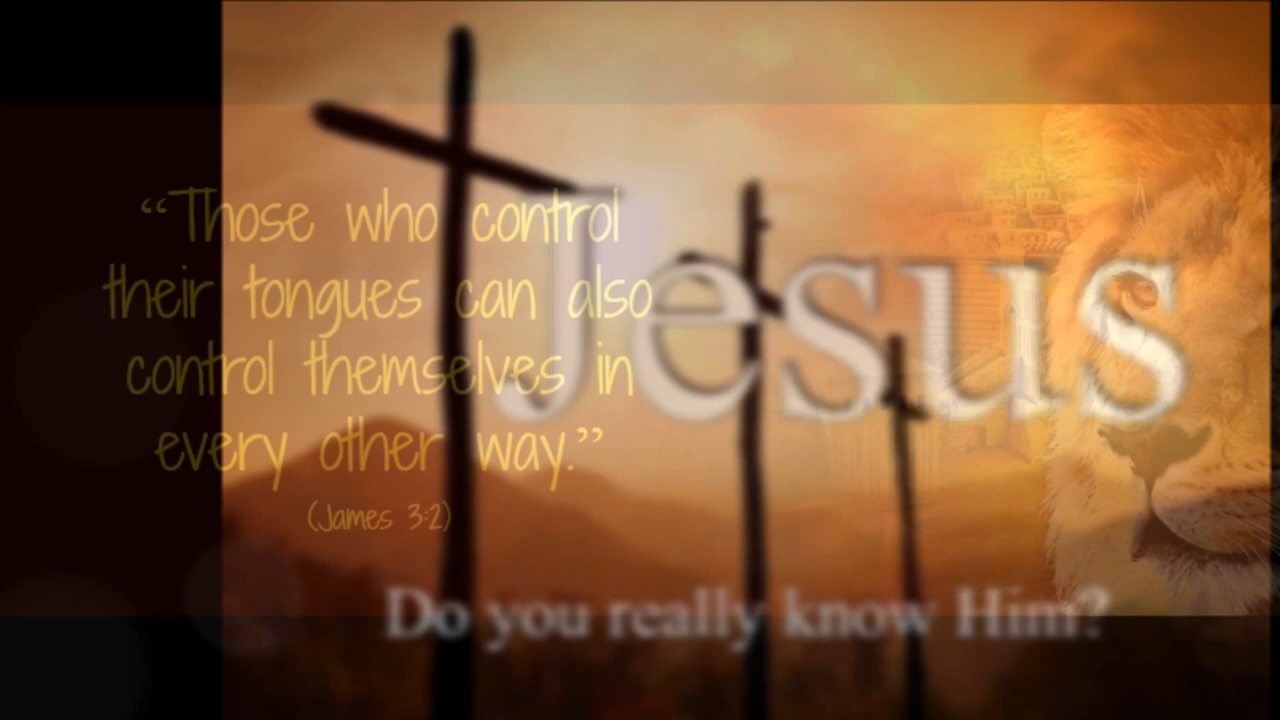 “Those who control
their tongues can also
control themselves in
every other way.”
(James 3:2)
Jesus
Do you really know Him?